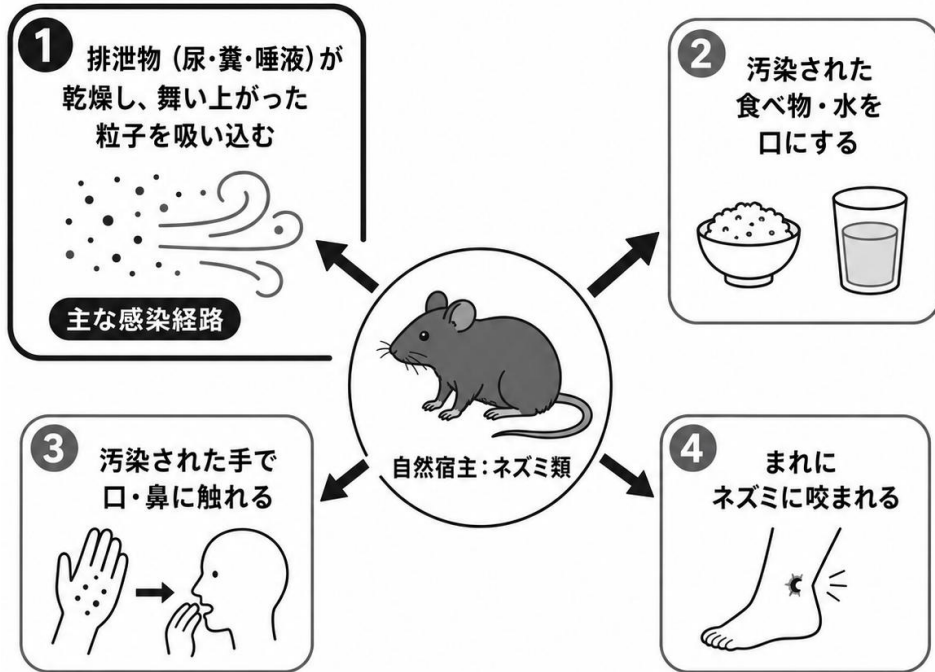 1
排泄物(尿・糞・唾液)が
乾燥し、舞い上がった
粒子を吸い込む
主な感染経路
2
汚染された
食べ物・水を
口にする
自然宿主:ネズミ類
3
汚染された手で
口・鼻に触れる
4
まれに
ネズミに咬まれる